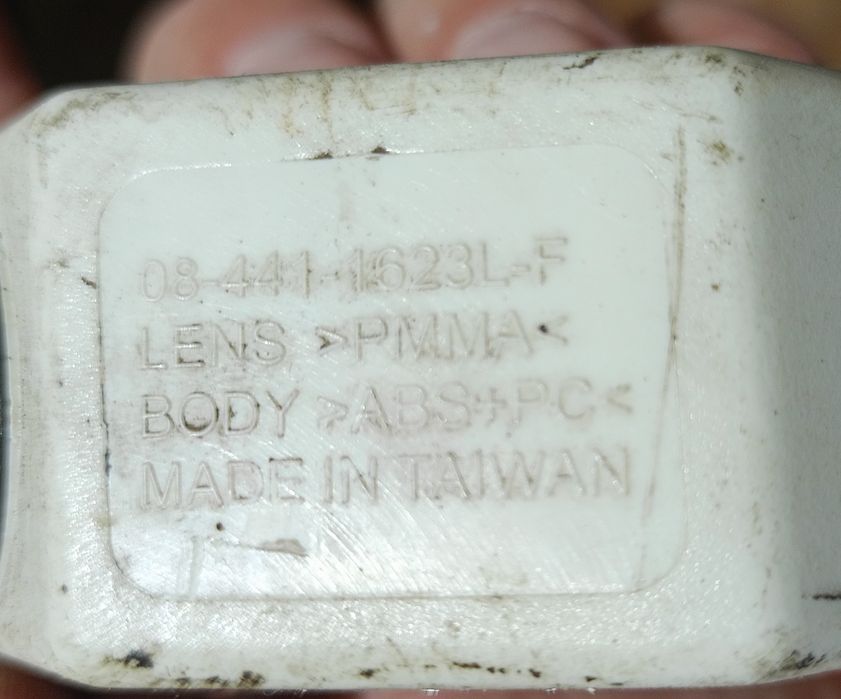 08-441-1623L-F
LENS >PMMA<
BODY >ABS+PC<
MADE IN TAIWAN